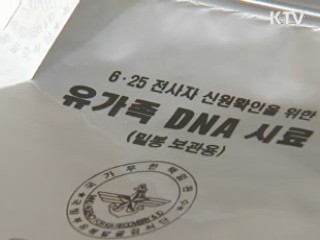 KTV
6·25 전사자 신원확인을 위한
유가족 DNA 시료
(밀봉 보관용)